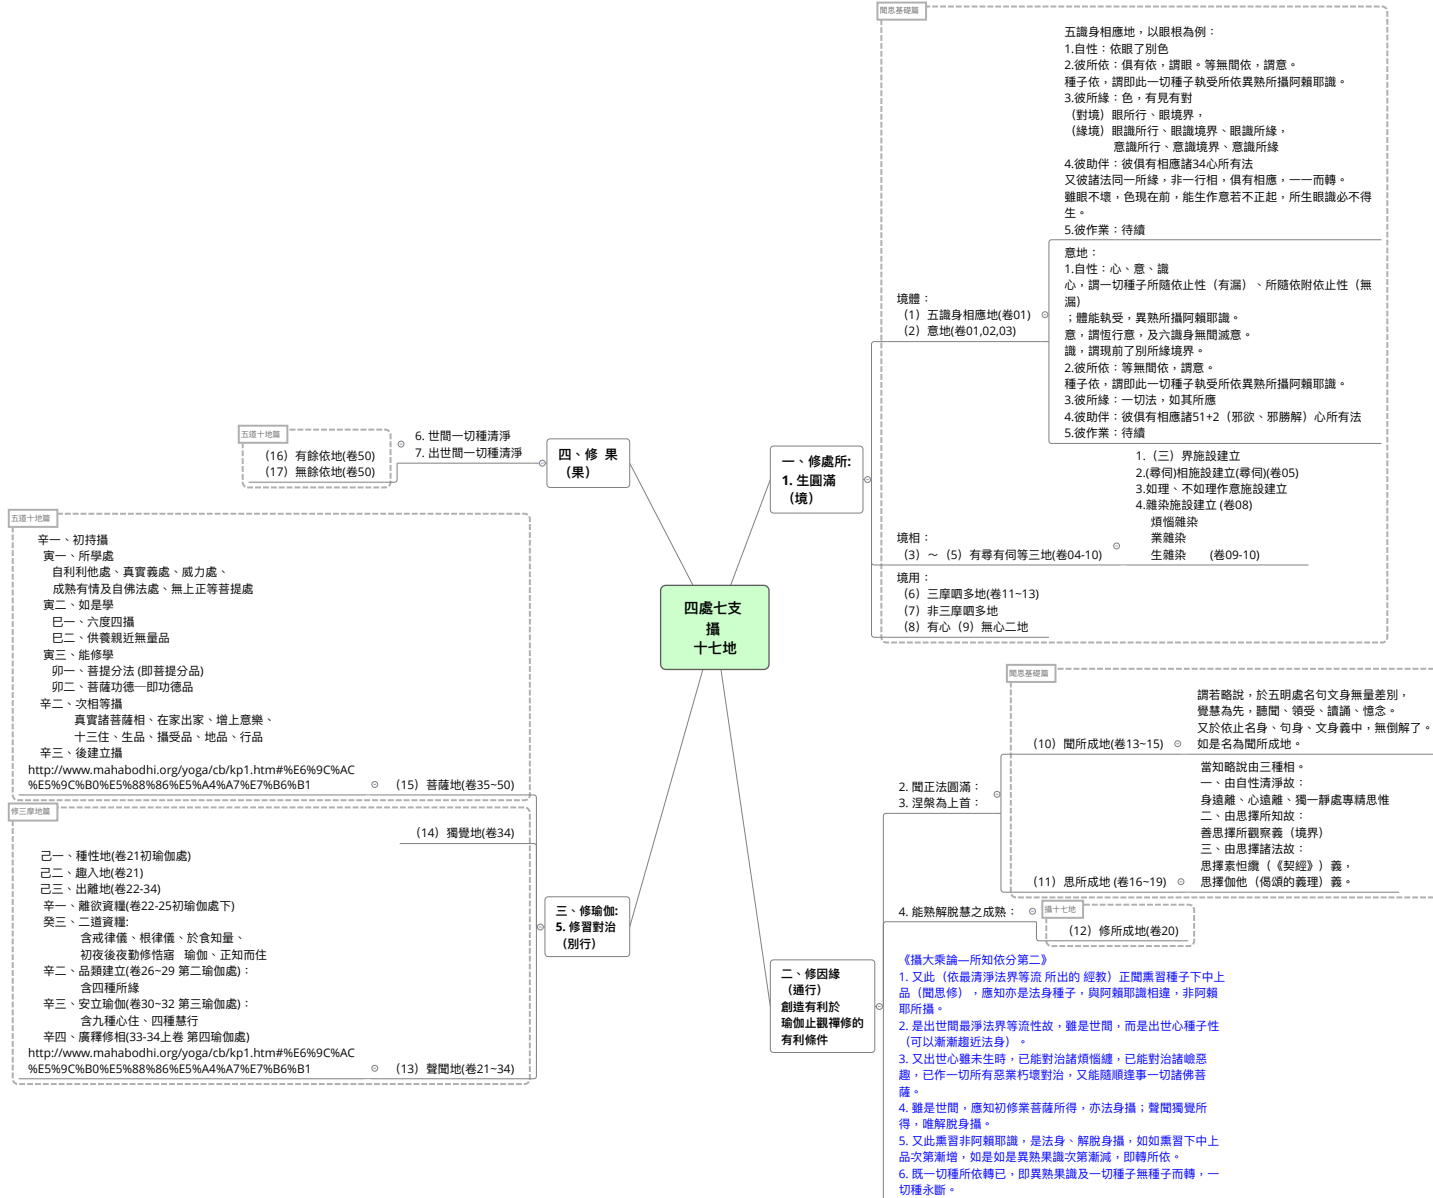 四處七支
攝
十七地
一、修處所:
1. 生圓滿
（境）
聞思基礎篇
境體：
（1）五識身相應地(卷01)
（2）意地(卷01,02,03)
五識身相應地，以眼根為例：
1.自性：依眼了別色
2.彼所依：俱有依，謂眼。等無間依，謂意。
種子依，謂即此一切種子執受所依異熟所攝阿賴耶識。
3.彼所緣：色，有見有對
（對境）眼所行、眼境界，
（緣境）眼識所行、眼識境界、眼識所緣，
意識所行、意識境界、意識所緣
4.彼助伴：彼俱有相應諸34心所有法
又彼諸法同一所緣，非一行相，俱有相應，一一而轉。
雖眼不壞，色現在前，能生作意若不正起，所生眼識必不得
生。
5.彼作業：待續
意地：
1.自性：心、意、識
心，謂一切種子所隨依止性（有漏）、所隨依附依止性（無
漏）
；體能執受，異熟所攝阿賴耶識。
意，謂恆行意，及六識身無間滅意。
識，謂現前了別所緣境界。
2.彼所依：等無間依，謂意。
種子依，謂即此一切種子執受所依異熟所攝阿賴耶識。
3.彼所緣：一切法，如其所應
4.彼助伴：彼俱有相應諸51+2（邪欲、邪勝解）心所有法
5.彼作業：待續
境相：
（3）～（5）有尋有伺等三地(卷04-10)
1.（三）界施設建立
2.(尋伺)相施設建立(尋伺)(卷05)
3.如理、不如理作意施設建立
4.雜染施設建立 (卷08)
煩惱雜染
業雜染
生雜染 (卷09-10)
境用：
（6）三摩呬多地(卷11~13)
（7）非三摩呬多地
（8）有心（9）無心二地
二、修因緣
（通行）
創造有利於
瑜伽止觀禪修的
有利條件
2. 聞正法圓滿：
3. 涅槃為上首：
聞思基礎篇
（10）聞所成地(卷13~15)
謂若略說，於五明處名句文身無量差別，
覺慧為先，聽聞、領受、讀誦、憶念。
又於依止名身、句身、文身義中，無倒解了。
如是名為聞所成地。
（11）思所成地 (卷16~19)
當知略說由三種相。
一、由自性清淨故：
身遠離、心遠離、獨一靜處專精思惟
二、由思擇所知故：
善思擇所觀察義（境界）
三、由思擇諸法故：
思擇素怛纜（《契經》）義，
思擇伽他（偈頌的義理）義。
4. 能熟解脫慧之成熟：
攝十七地
（12）修所成地(卷20)
《攝大乘論—所知依分第二》
1. 又此（依最清淨法界等流 所出的 經教）正聞熏習種子下中上
品（聞思修），應知亦是法身種子，與阿賴耶識相違，非阿賴
耶所攝。
2. 是出世間最淨法界等流性故，雖是世間，而是出世心種子性
（可以漸漸趨近法身）。
3. 又出世心雖未生時，已能對治諸煩惱纏，已能對治諸嶮惡
趣，已作一切所有惡業朽壞對治，又能隨順逢事一切諸佛菩
薩。
4. 雖是世間，應知初修業菩薩所得，亦法身攝；聲聞獨覺所
得，唯解脫身攝。
5. 又此熏習非阿賴耶識，是法身、解脫身攝，如如熏習下中上
品次第漸增，如是如是異熟果識次第漸減，即轉所依。
6. 既一切種所依轉已，即異熟果識及一切種子無種子而轉，一
切種永斷。
三、修瑜伽:
5. 修習對治
（別行）
五道十地篇
（15）菩薩地(卷35~50)
辛一、初持攝
寅一、所學處
自利利他處、真實義處、威力處、
成熟有情及自佛法處、無上正等菩提處
寅二、如是學
巳一、六度四攝
巳二、供養親近無量品
寅三、能修學
卯一、菩提分法 (即菩提分品)
卯二、菩薩功德─即功德品
辛二、次相等攝
真實諸菩薩相、在家出家、增上意樂、
十三住、生品、攝受品、地品、行品
辛三、後建立攝
http://www.mahabodhi.org/yoga/cb/kp1.htm#%E6%9C%AC
%E5%9C%B0%E5%88%86%E5%A4%A7%E7%B6%B1
修三摩地篇
（14）獨覺地(卷34)
（13）聲聞地(卷21~34)
己一、種性地(卷21初瑜伽處)
己二、趣入地(卷21)
己三、出離地(卷22-34)
辛一、離欲資糧(卷22-25初瑜伽處下)
癸三、二道資糧:
含戒律儀、根律儀、於食知量、
初夜後夜勤修悎寤 瑜伽、正知而住
辛二、品類建立(卷26~29 第二瑜伽處)：
含四種所緣
辛三、安立瑜伽(卷30~32 第三瑜伽處)：
含九種心住、四種慧行
辛四、廣釋修相(33-34上卷 第四瑜伽處)
http://www.mahabodhi.org/yoga/cb/kp1.htm#%E6%9C%AC
%E5%9C%B0%E5%88%86%E5%A4%A7%E7%B6%B1
四、修 果
（果）
6. 世間一切種清淨
7. 出世間一切種清淨
五道十地篇
（16）有餘依地(卷50)
（17）無餘依地(卷50)